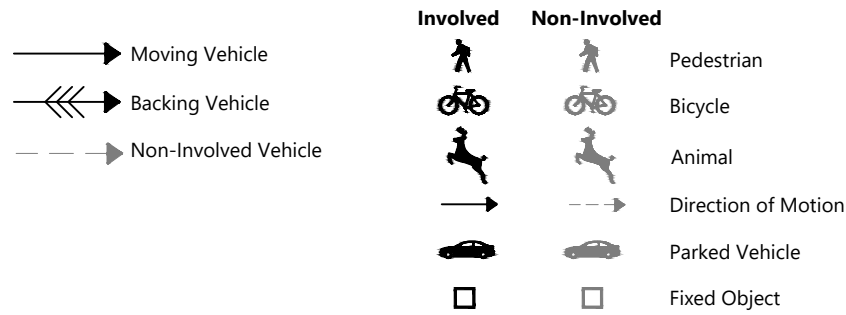 Involved Non-Involved
Moving Vehicle
Pedestrian
Backing Vehicle
Bicycle
Non-Involved Vehicle
Animal
Direction of Motion
Parked Vehicle
Fixed Object